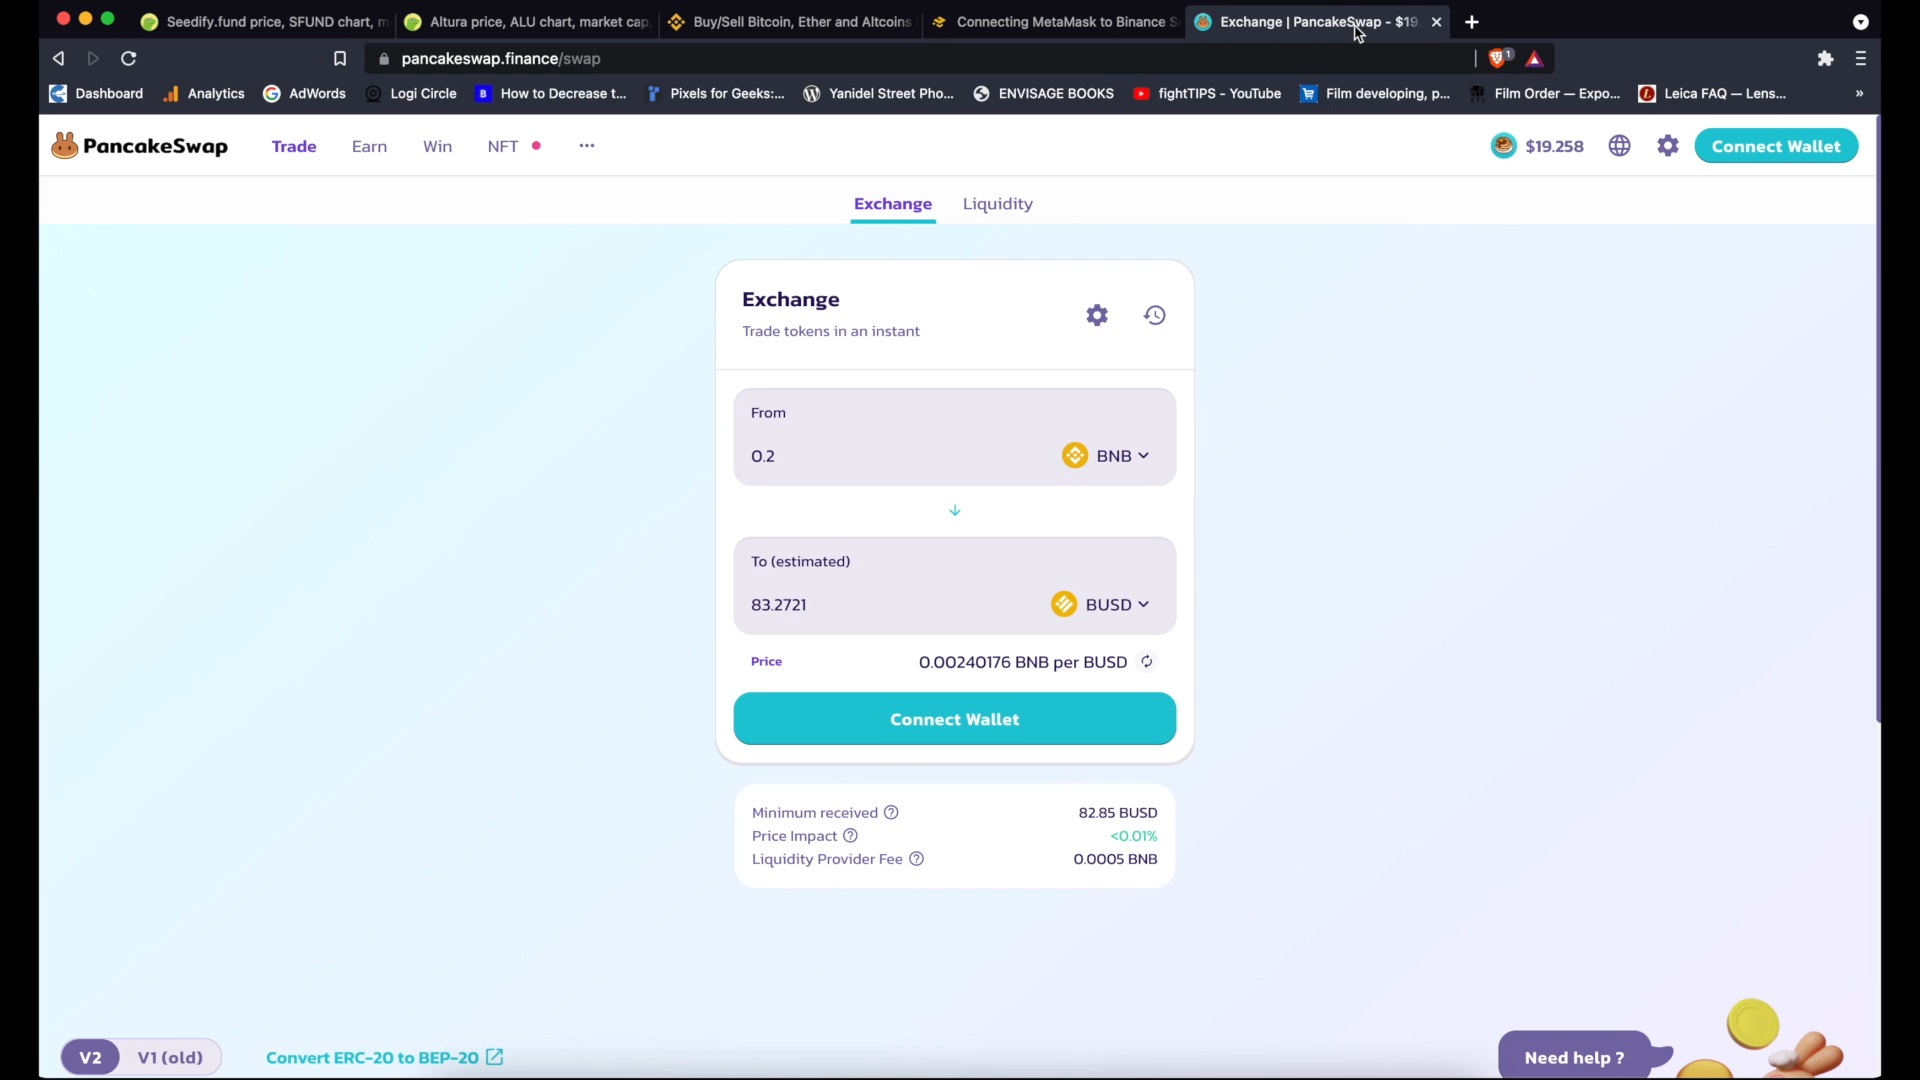 Seedify.fund price, SFUND chart, m
Altura price, ALU chart, market cap,
Buy/Sell Bitcoin, Ether and Altcoins
Connecting MetaMask to Binance S
Exchange | PancakeSwap - $19
pancakeswap.finance/swap
1
Dashboard
Analytics
AdWords
Logi Circle
How to Decrease t...
Pixels for Geeks:...
Yanidel Street Pho...
ENVISAGE BOOKS
fightTIPS - YouTube
Film developing, p...
Film Order — Expo...
Leica FAQ — Lens...
»
PancakeSwap
Trade
Earn
Win
NFT
$19.258
Connect Wallet
Exchange
Liquidity
Exchange
Trade tokens in an instant
From
0.2
BNB
To (estimated)
83.2721
BUSD
Price
0.00240176 BNB per BUSD
Connect Wallet
Minimum received
82.85 BUSD
Price Impact
<0.01%
Liquidity Provider Fee
0.0005 BNB
V2
V1 (old)
Convert ERC-20 to BEP-20
Need help ?